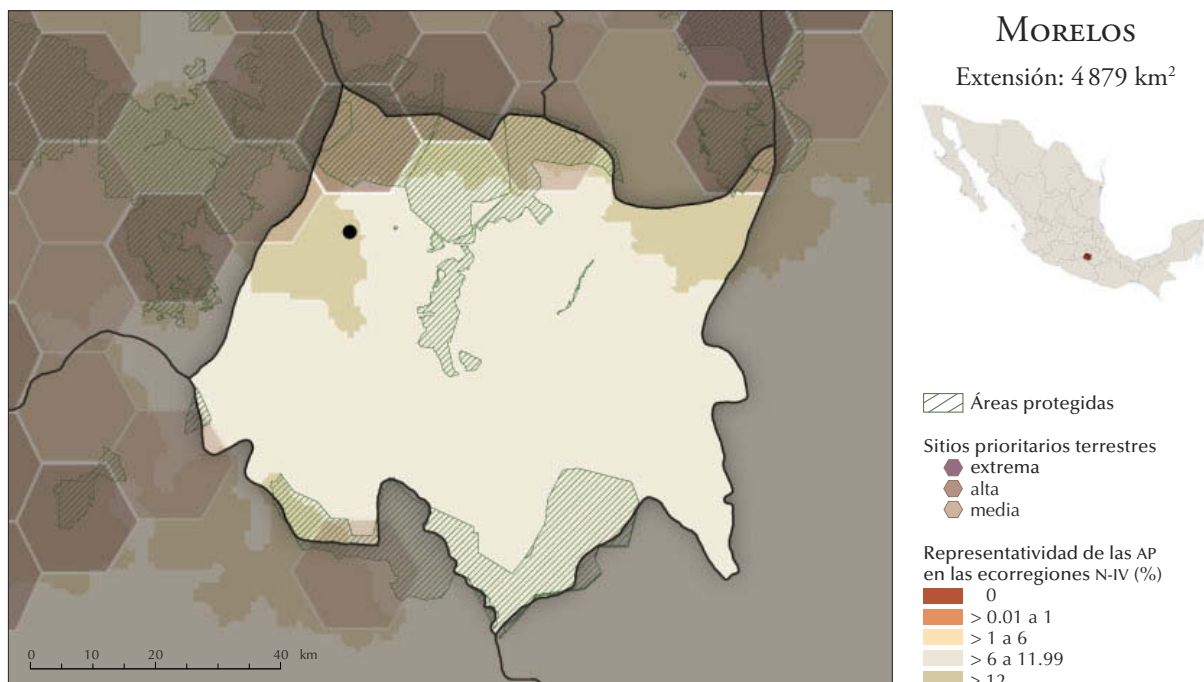 MORELOS
Extensión: 4 879 km²
Áreas protegidas
Sitios prioritarios terrestres
extrema
alta
media
Representatividad de las AP
en las ecorregiones N-IV (%)
0
> 0.01 a 1
> 1 a 6
> 6 a 11.99
> 12
0 10 20 40 km